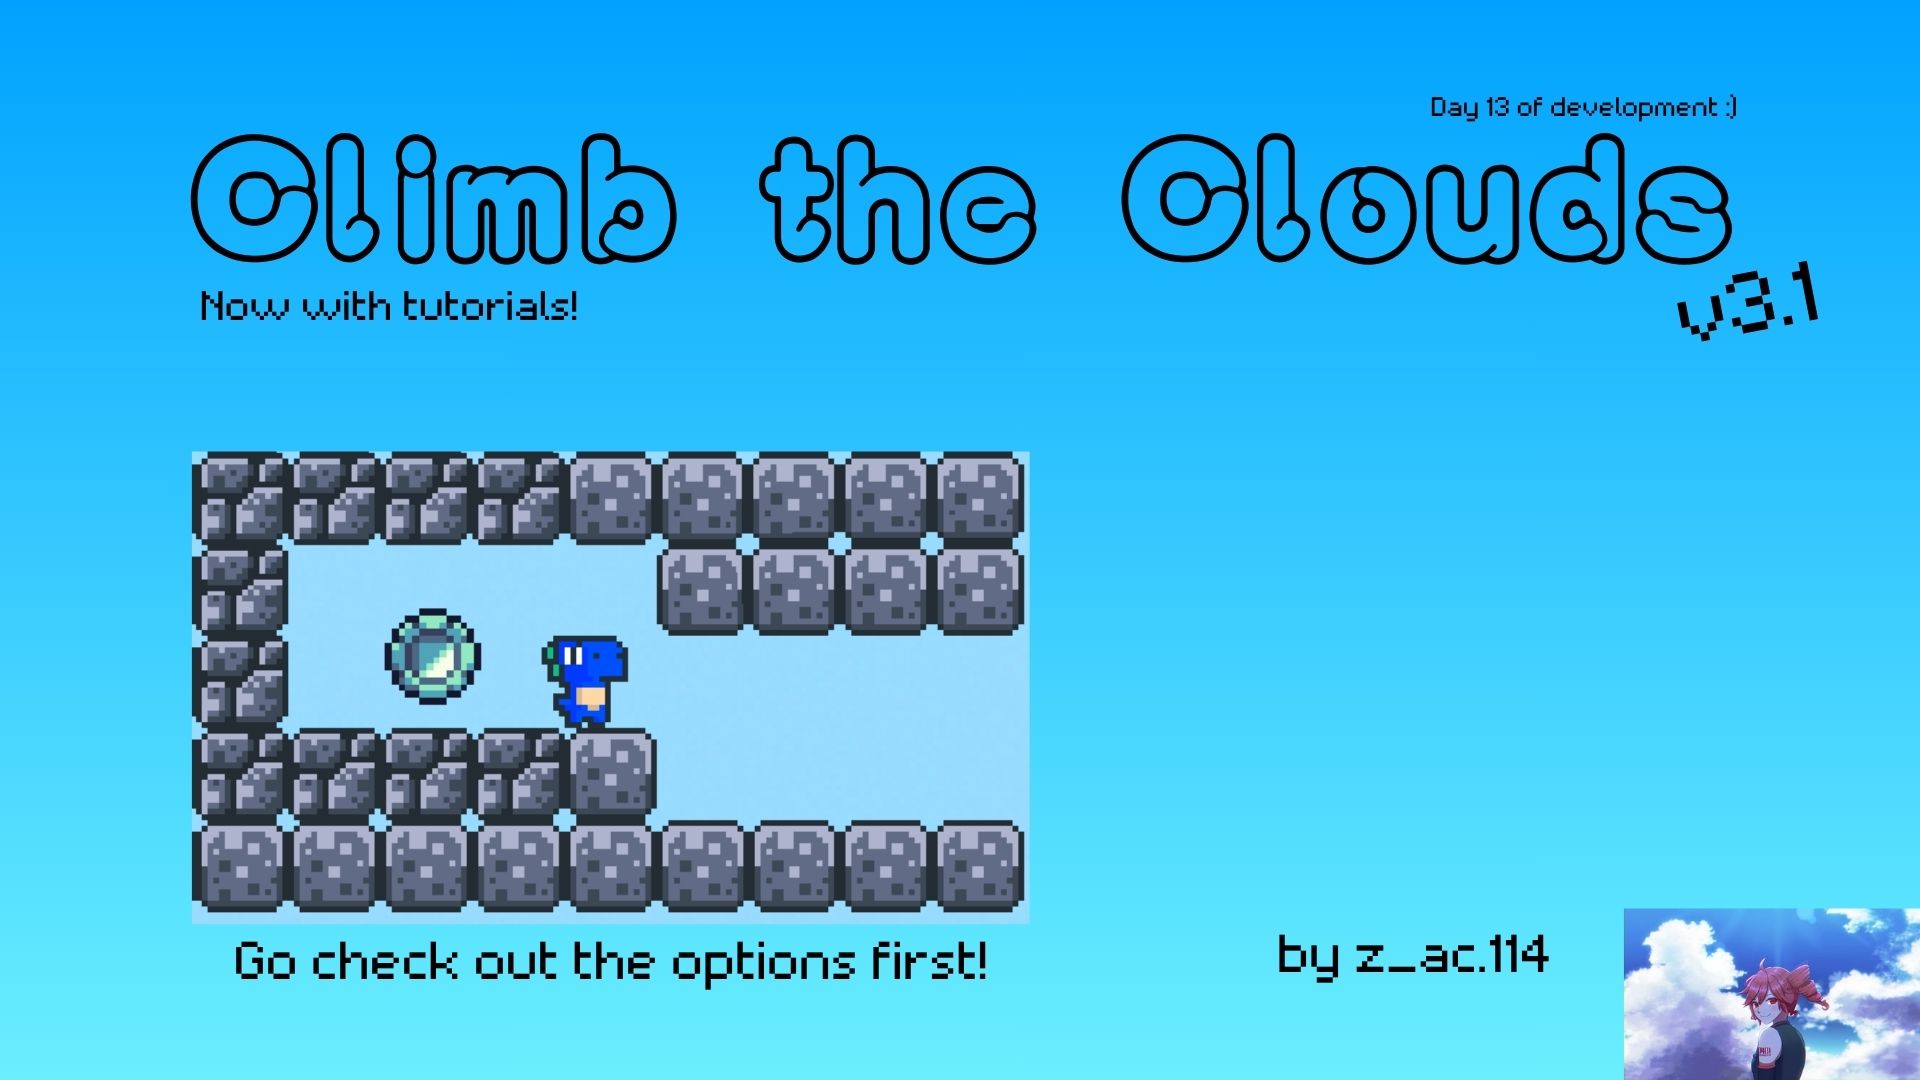 Day 13 of development :)
Climb the Clouds
Now with tutorials!
v3.1
Go check out the options first!
by z_ac.114